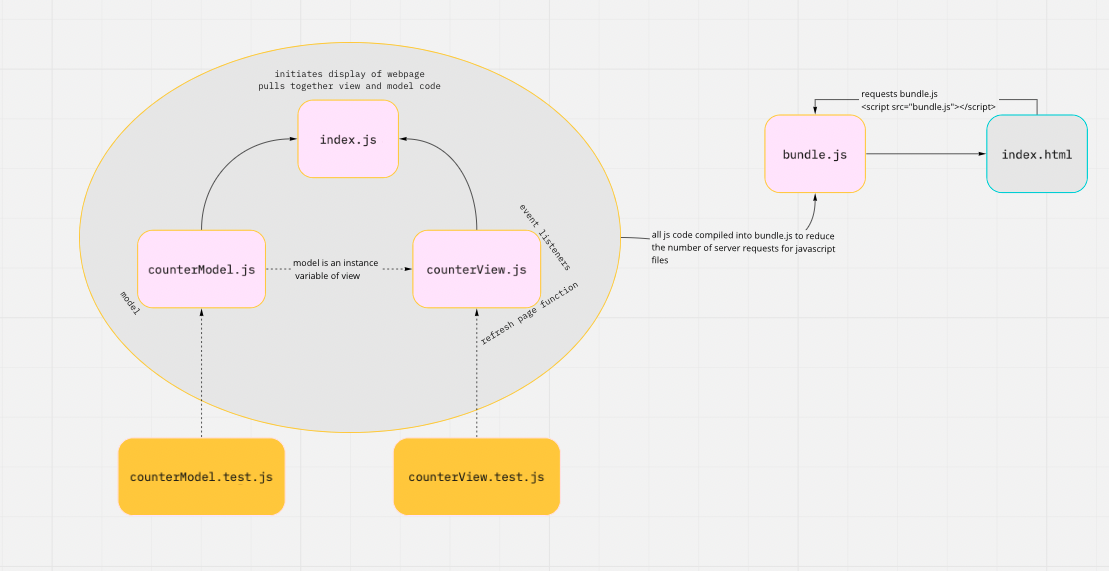 initiates display of webpage
pulls together view and model code
index.js
requests bundle.js
<script src="bundle.js"></script>
bundle.js
index.html
event listeners
all js code compiled into bundle.js to reduce
the number of server requests for javascript
files
counterModel.js
model is an instance
variable of view
counterView.js
model
refresh page function
counterModel.test.js
counterView.test.js